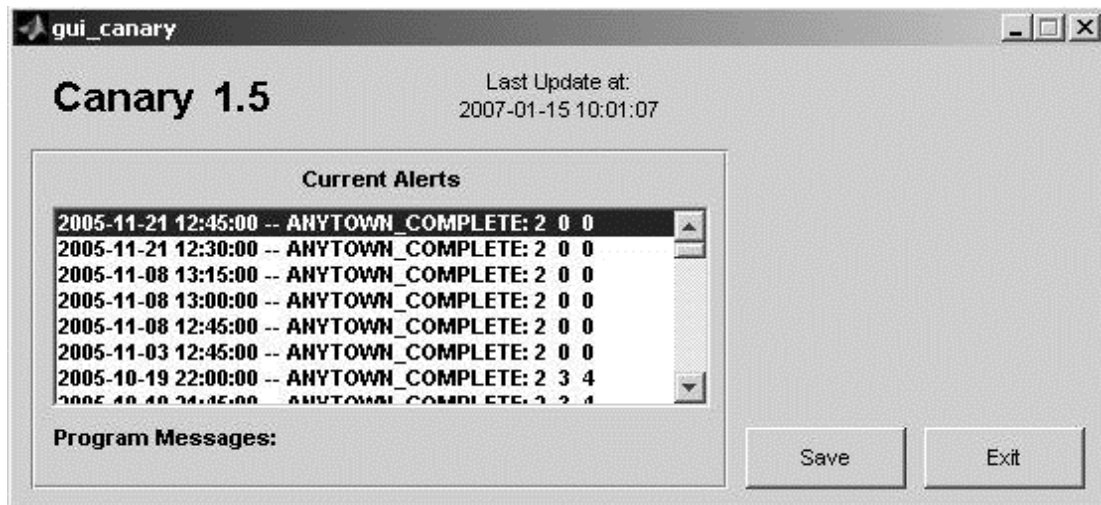 gui_canary
Canary 1.5
Last Update at:
2007-01-15 10:01:07
Current Alerts
2005-11-21 12:45:00 -- ANYTOWN_COMPLETE: 2 0 0
2005-11-21 12:30:00 -- ANYTOWN_COMPLETE: 2 0 0
2005-11-08 13:15:00 -- ANYTOWN_COMPLETE: 2 0 0
2005-11-08 13:00:00 -- ANYTOWN_COMPLETE: 2 0 0
2005-11-08 12:45:00 -- ANYTOWN_COMPLETE: 2 0 0
2005-11-03 12:45:00 -- ANYTOWN_COMPLETE: 2 0 0
2005-10-19 22:00:00 -- ANYTOWN_COMPLETE: 2 3 4
ANYTOWN_COMPLETE:
Program Messages:
Save
Exit